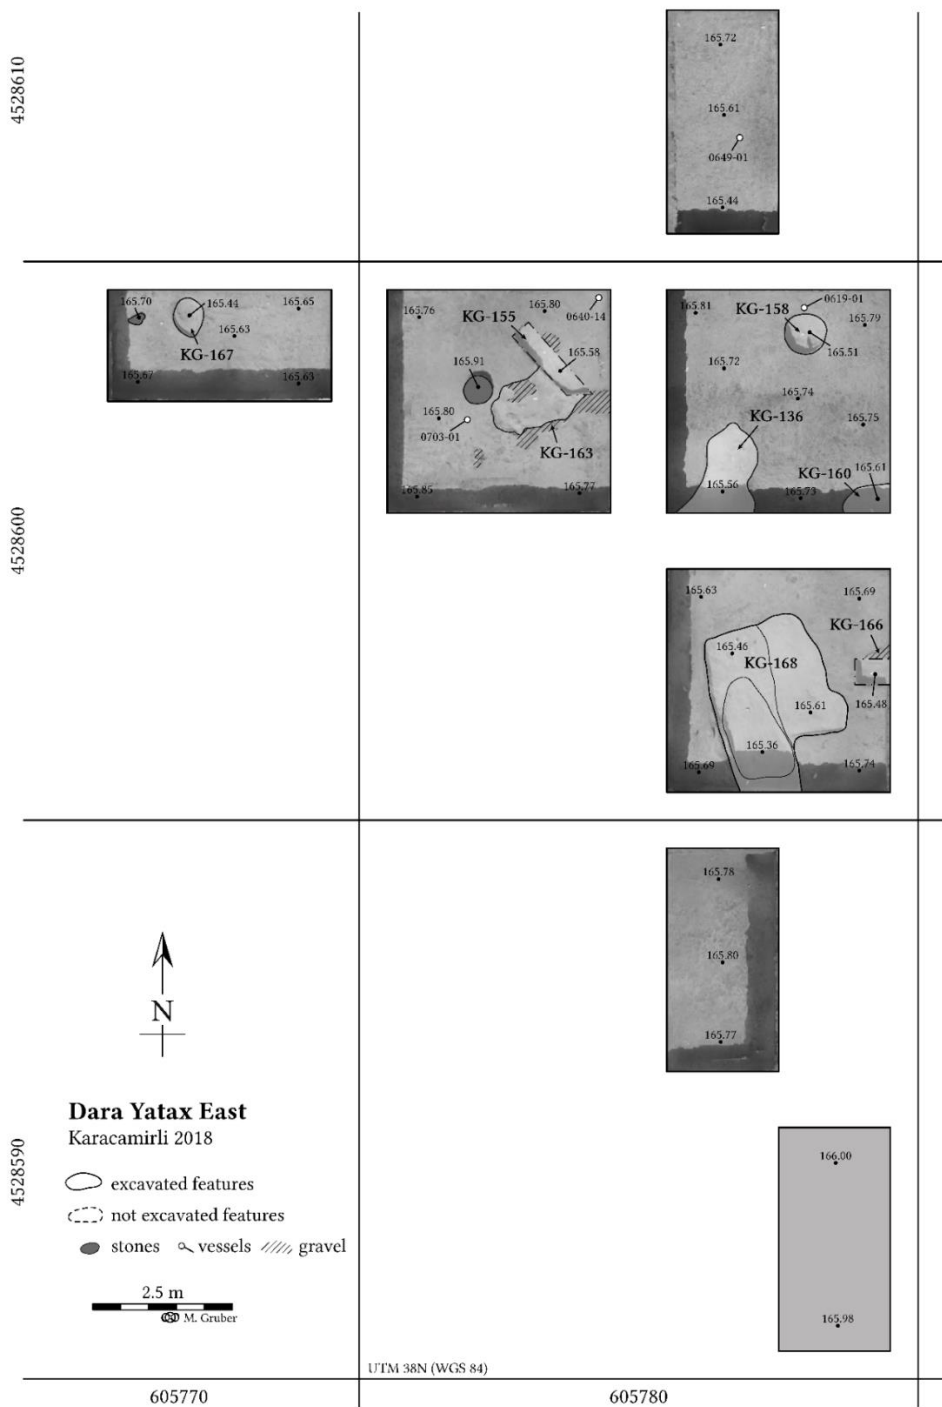 4528610
165.72
165.61
0649-01
165.44
165.70
165.44
165.65
165.63
KG-167
165.67
165.63
165.76
165.80
0640-14
KG-155
165.58
165.91
165.80
0703-01
KG-163
165.85
165.77
165.81
0619-01
KG-158
165.79
165.51
165.72
165.74
KG-136
165.75
KG-160
165.61
165.56
165.73
4528600
165.63
165.69
KG-166
165.46
KG-168
165.48
165.61
165.36
165.69
165.74
165.78
165.80
165.77
N
Dara Yatax East
Karacamirli 2018
excavated features
not excavated features
stones vessels gravel
2.5 m
M. Gruber
4528590
166.00
165.98
UTM 38N (WGS 84)
605770
605780